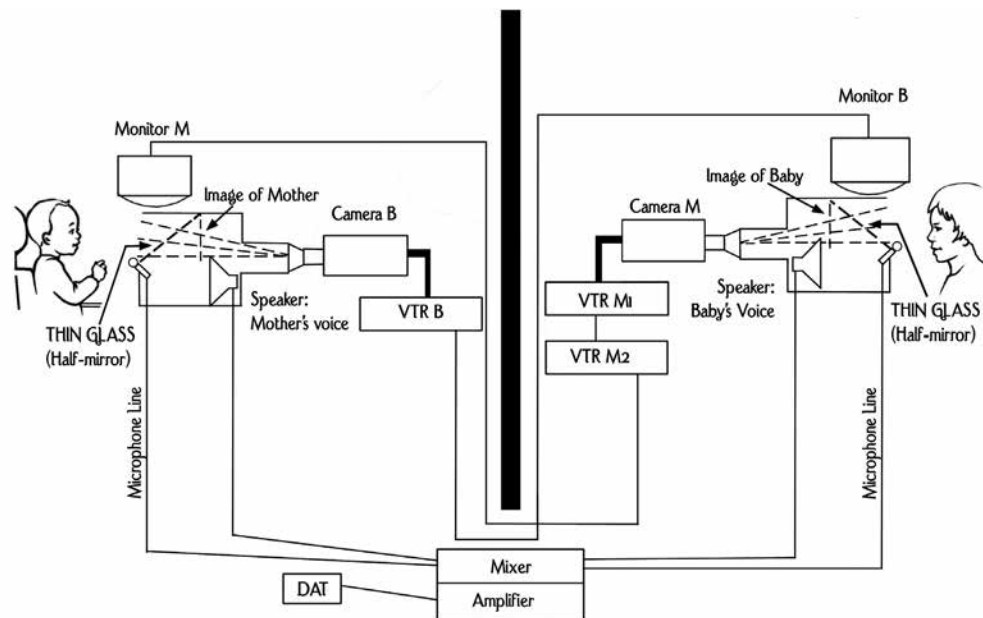 Monitor B
Monitor M
Image of Baby
Image of Mother
Camera M
Camera B
VTR M1
Speaker:
Mother's voice
VTR B
Speaker:
Baby's Voice
THIN GLASS
(Half-mirror)
THIN GLASS
(Half-mirror)
VTR M2
Microphone Line
Microphone Line
Mixer
DAT
Amplifier